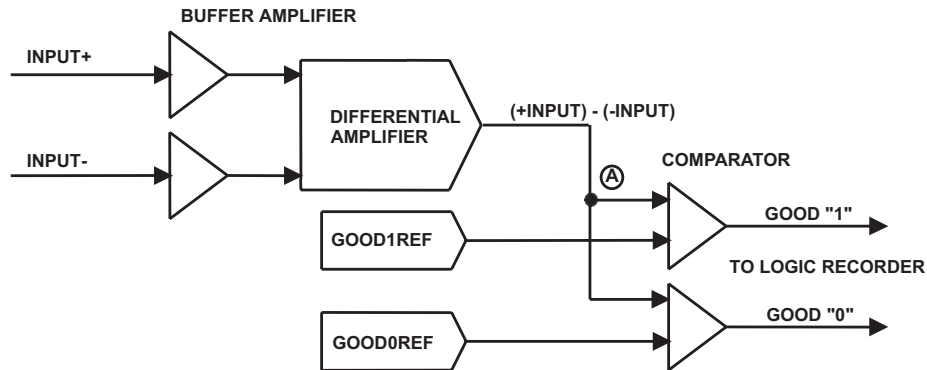 BUFFER AMPLIFIER
INPUT+
DIFFERENTIAL
AMPLIFIER
(+INPUT) - (-INPUT)
INPUT-
A
COMPARATOR
GOOD "1"
GOOD1REF
TO LOGIC RECORDER
GOOD "0"
GOOD0REF